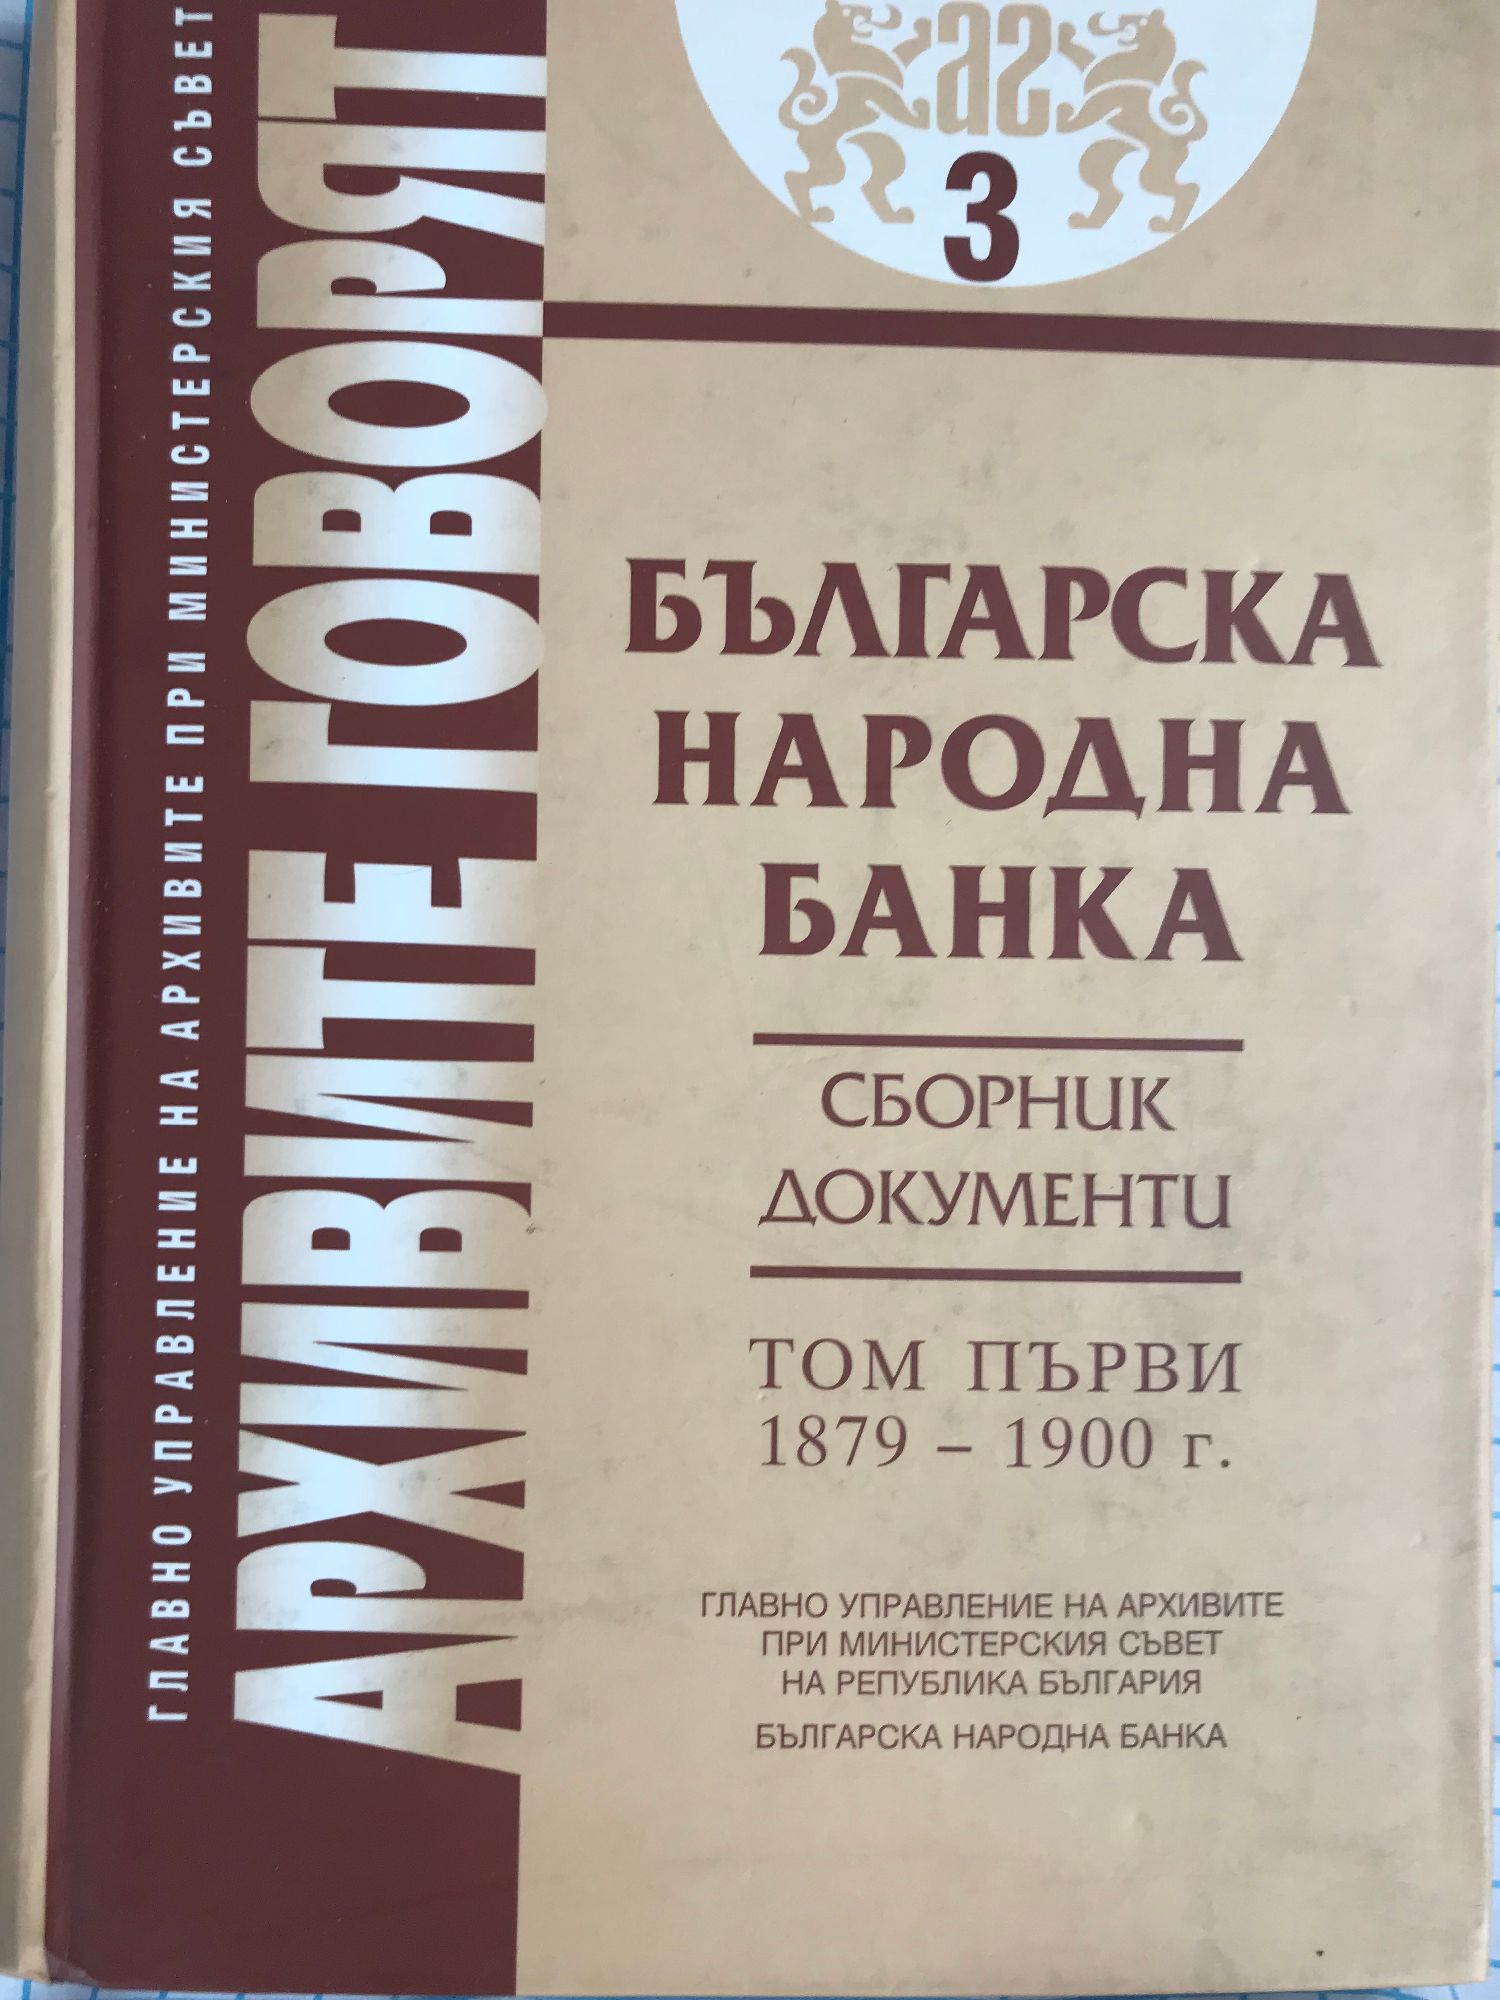 ГЛАВНО УПРАВЛЕНИЕ НА АРХИВИТЕ ПРИ МИНИСТЕРСКИЯ СЪВЕТ
АРХИВИТЕ ГОВОРЯТ
аг
3
БЪЛГАРСКА
НАРОДНА
БАНКА
СБОРНИК
ДОКУМЕНТИ
ТОМ ПЪРВИ
1879 – 1900 г.
ГЛАВНО УПРАВЛЕНИЕ НА АРХИВИТЕ
ПРИ МИНИСТЕРСКИЯ СЪВЕТ
НА РЕПУБЛИКА БЪЛГАРИЯ
БЪЛГАРСКА НАРОДНА БАНКА